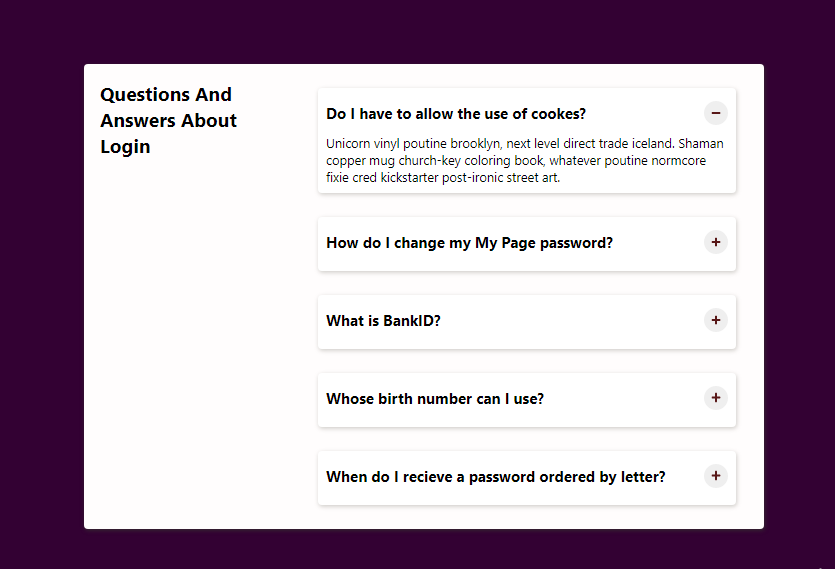 Questions And
Answers About
Login
Do I have to allow the use of cookes?
Unicorn vinyl poutine brooklyn, next level direct trade iceland. Shaman
copper mug church-key coloring book, whatever poutine normcore
fixie cred kickstarter post-ironic street art.
How do I change my My Page password?
What is BankID?
Whose birth number can I use?
When do I recieve a password ordered by letter?